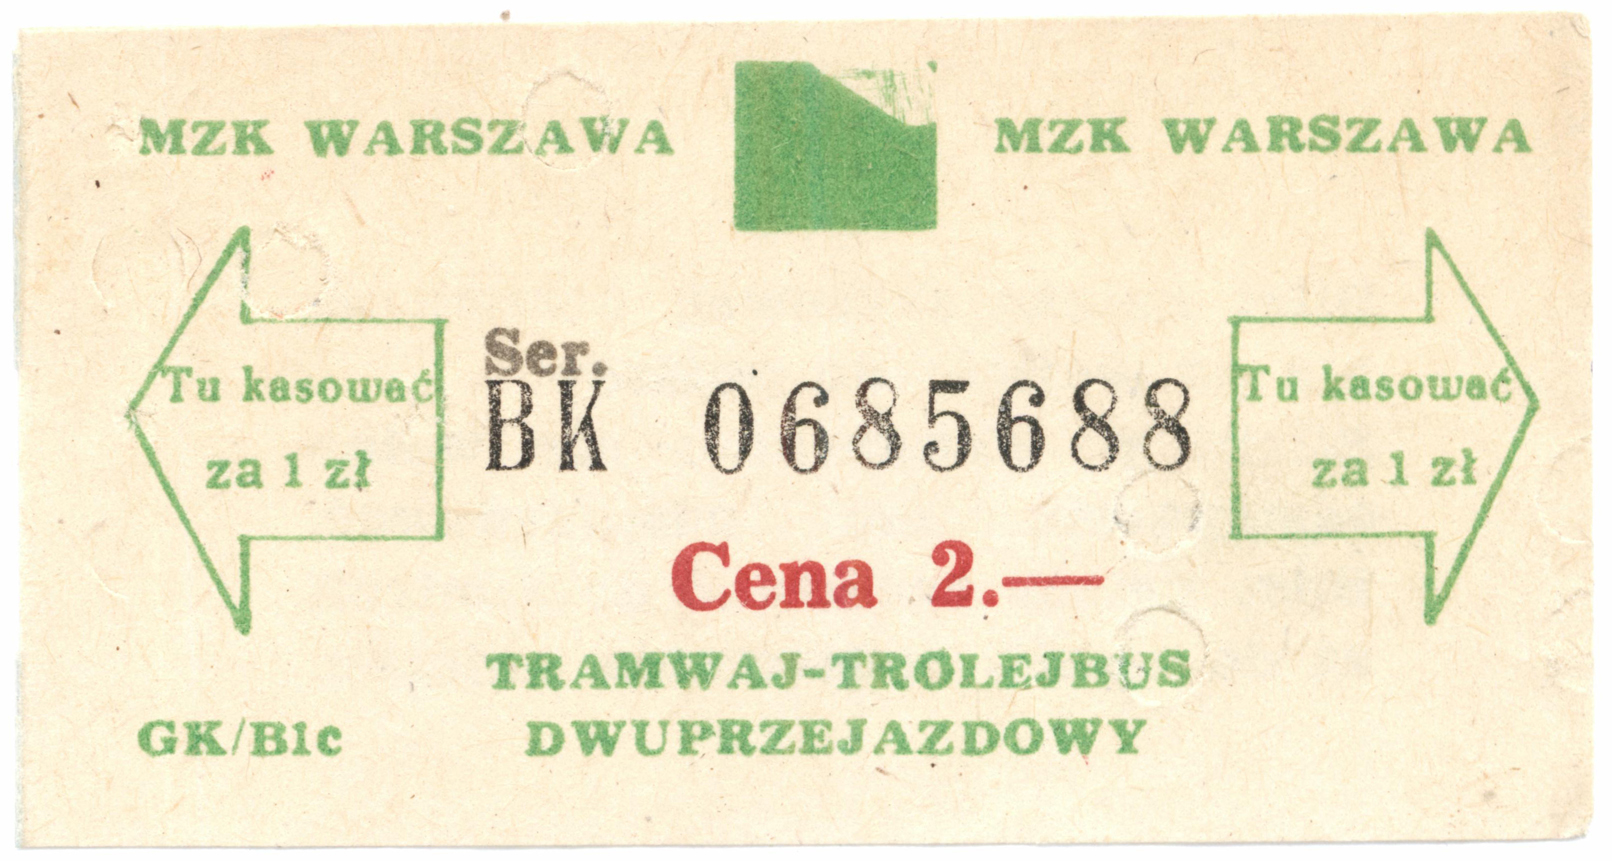 MZK WARSZAWA MZK WARSZAWA
Tu kasować
za 1 zł
Ser.
BK 0685688
Tu kasować
za 1 zł
Cena 2.—
TRAMWAJ-TROLEJBUS
DWUPRZEJAZDOWY
GK/B1c